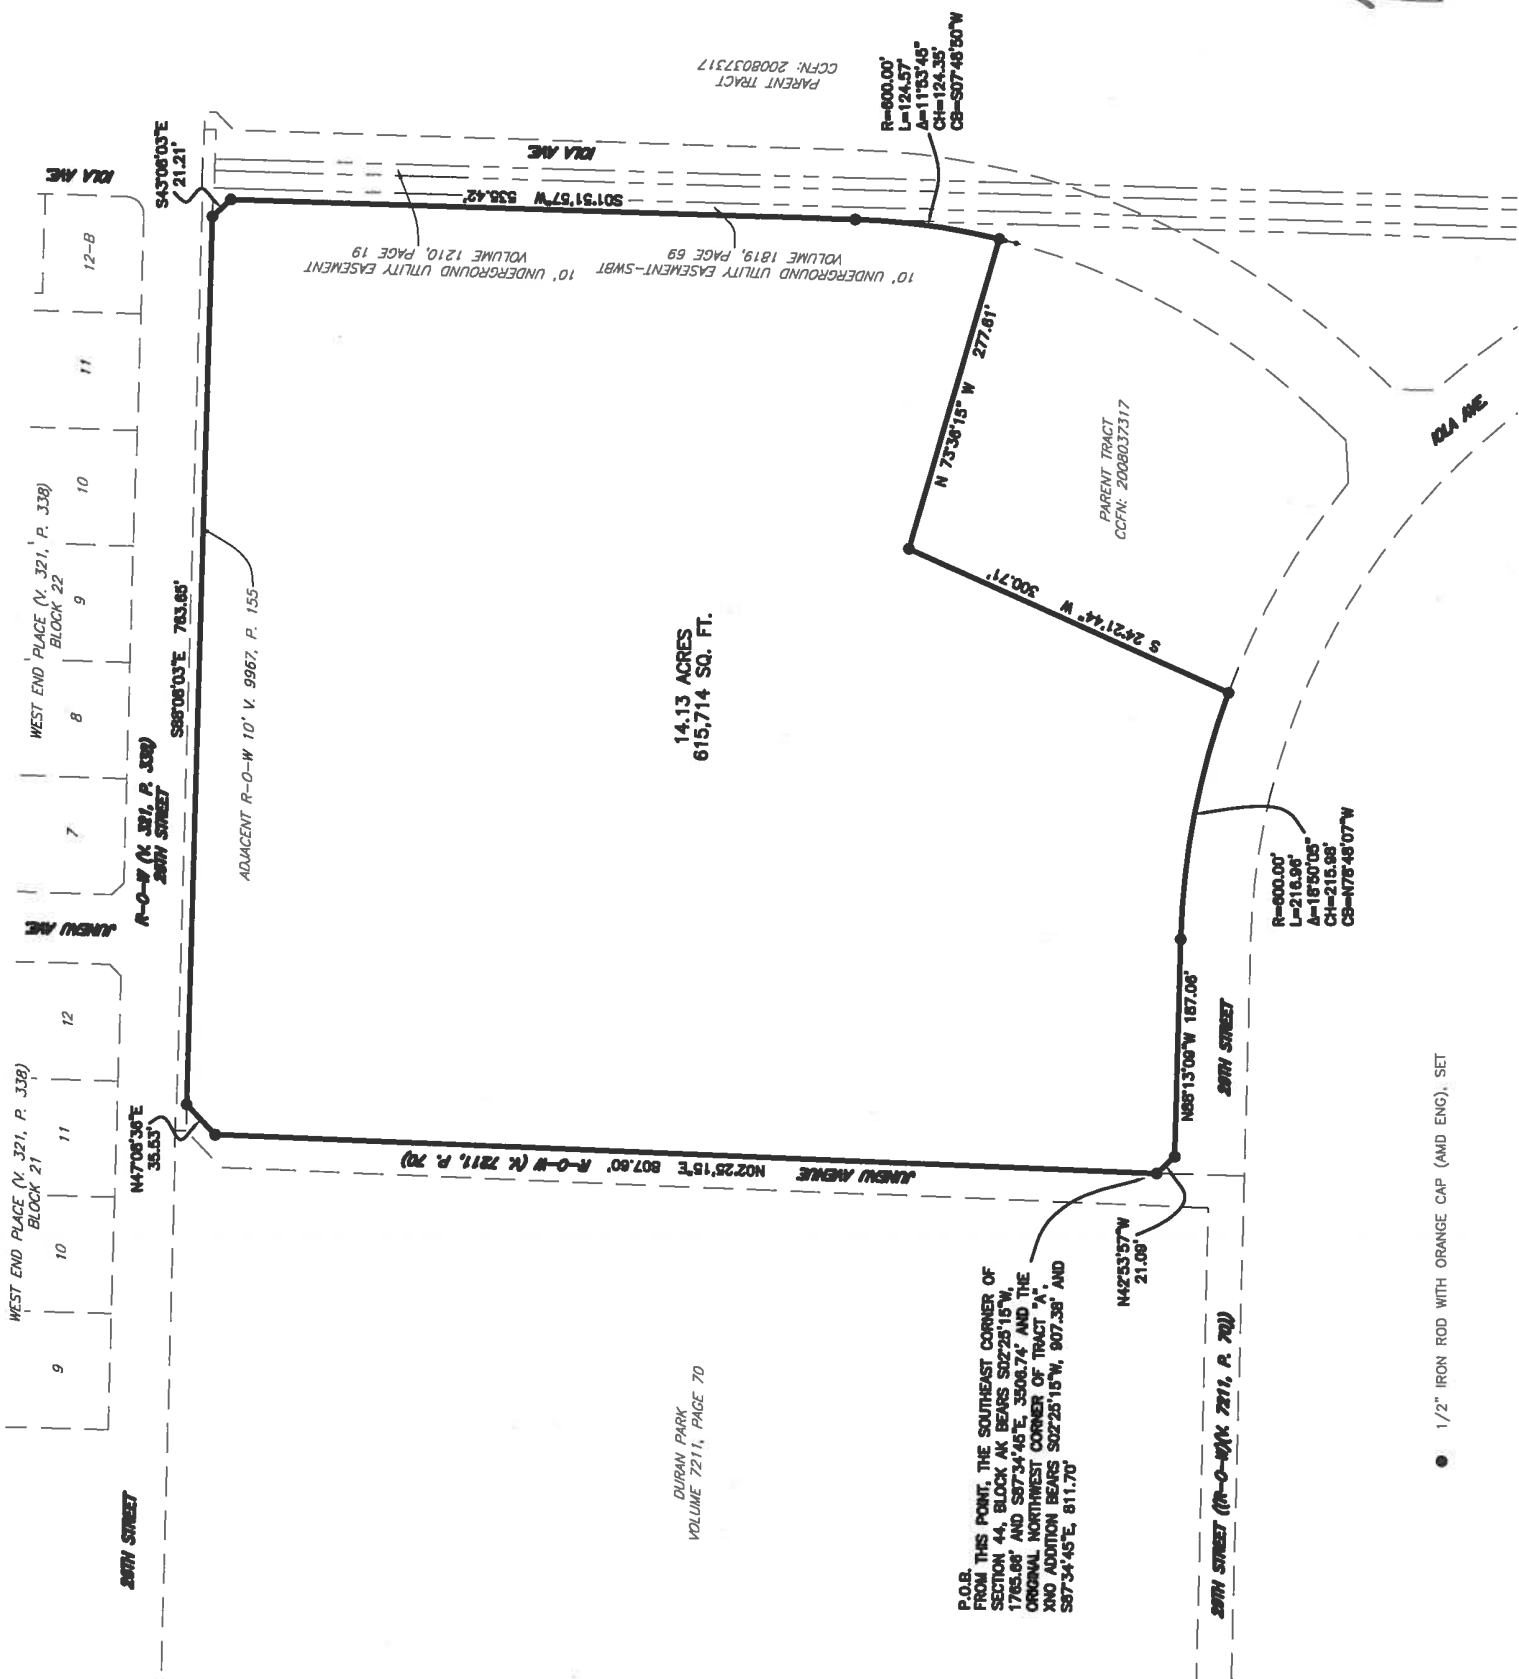 WEST END PLACE (V. 321, P. 338)
BLOCK 21
9
10
11
12
JUNEAU AVE.
WEST END PLACE (V. 321, P. 338)
BLOCK 22
7
8
9
10
11
12-B
IOLA AVE.
26TH STREET
N47°06'36"E
35.53'
R-O-W (V. 321, P. 338)
26TH STREET
S88°08'03"E 763.65'
S43°08'03"E
21.21'
ADJACENT R-O-W 10' V. 9967, P. 155
10' UNDERGROUND UTILITY EASEMENT
VOLUME 1210, PAGE 19
10' UNDERGROUND UTILITY EASEMENT-SWBT
VOLUME 1819, PAGE 69
S01°51'57"W 535.42'
IOLA AVE.
PARENT TRACT
CCFN: 2008037317
R=600.00'
L=124.57'
Δ=11°53'45"
CH=124.35'
CB=S07°48'50"W
JUNEAU AVENUE R-O-W (V. 7211, P. 70)
N02°25'15"E 807.60'
14.13 ACRES
615,714 SQ. FT.
N 73°36'15" W 277.61'
S 24°21'44" W 300.71'
PARENT TRACT
CCFN: 2008037317
DURAN PARK
VOLUME 7211, PAGE 70
P.O.B.
FROM THIS POINT, THE SOUTHEAST CORNER OF
SECTION 44, BLOCK AK BEARS S02°25'15"W,
1765.66' AND S87°34'45"E, 3506.74' AND THE
ORIGINAL NORTHWEST CORNER OF TRACT "A",
XNO ADDITION BEARS S02°25'15"W, 907.38' AND
S87°34'45"E, 811.70'
N42°53'57"W
21.09'
N88°13'09"W 187.06'
28TH STREET
28TH STREET ((R-O-W)(V. 7211, P. 70))
R=600.00'
L=216.96'
Δ=18°50'05"
CH=215.98'
CB=N78°48'07"W
IOLA AVE.
1/2" IRON ROD WITH ORANGE CAP (AMD ENG), SET